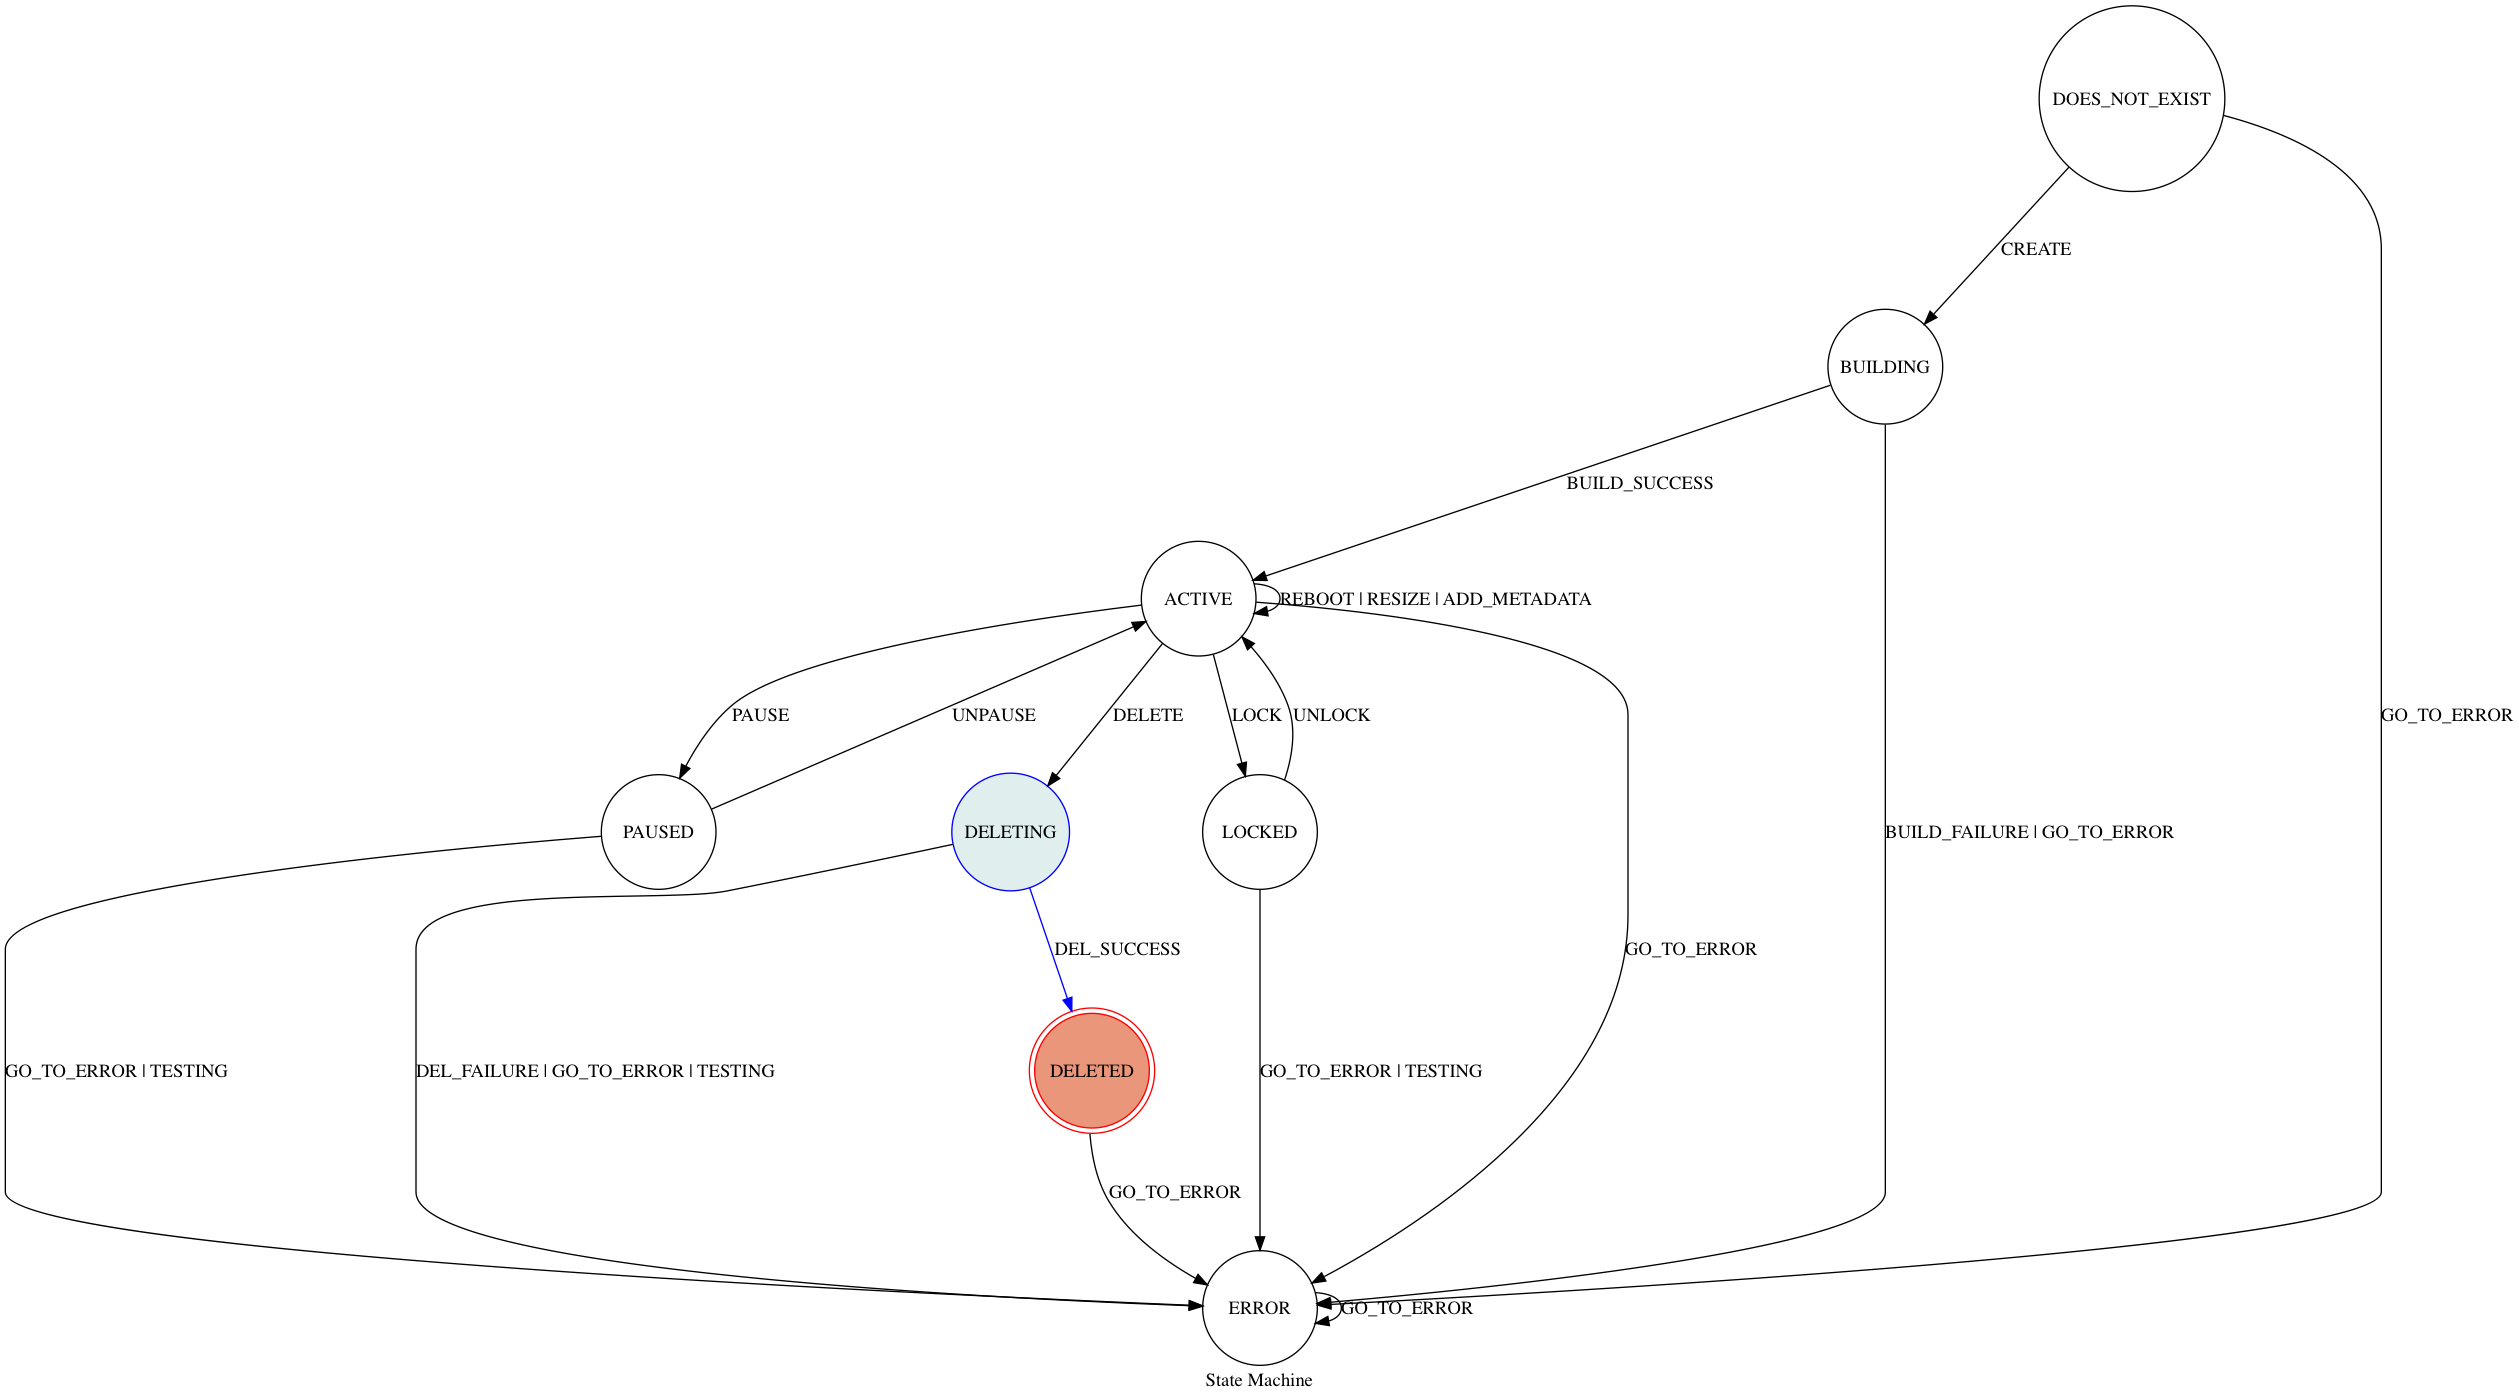 DOES_NOT_EXIST
CREATE
BUILDING
BUILD_SUCCESS
ACTIVE
REBOOT | RESIZE | ADD_METADATA
PAUSE
UNPAUSE
DELETE
LOCK
UNLOCK
GO_TO_ERROR
PAUSED
DELETING
LOCKED
BUILD_FAILURE | GO_TO_ERROR
DEL_SUCCESS
GO_TO_ERROR
GO_TO_ERROR | TESTING
DEL_FAILURE | GO_TO_ERROR | TESTING
DELETED
GO_TO_ERROR | TESTING
GO_TO_ERROR
ERROR
GO_TO_ERROR
State Machine